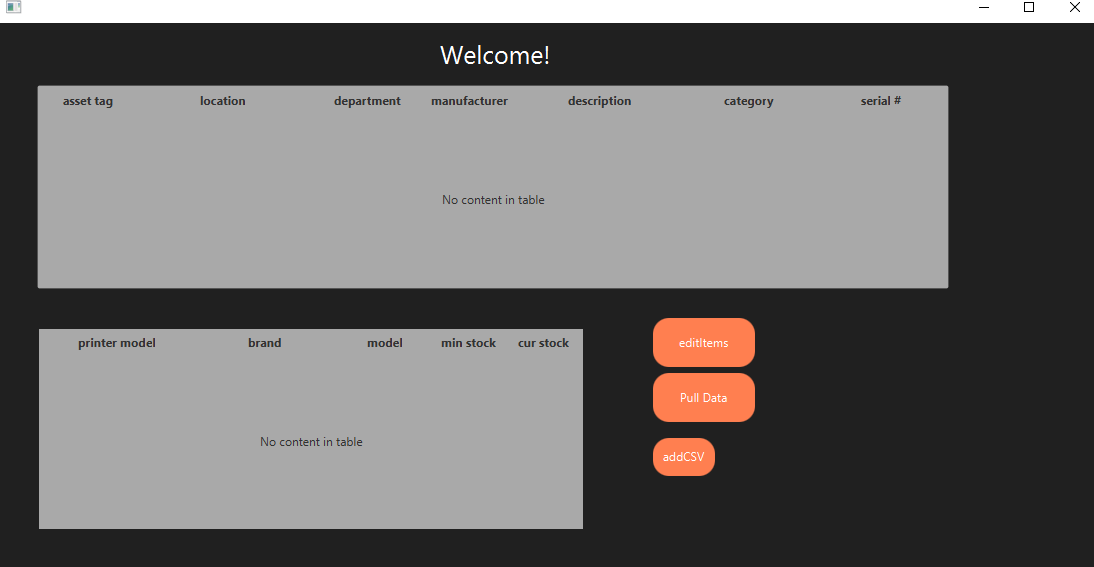 Welcome!
asset tag location department manufacturer description category serial #
No content in table
printer model brand model min stock cur stock
No content in table
editItems
Pull Data
addCSV